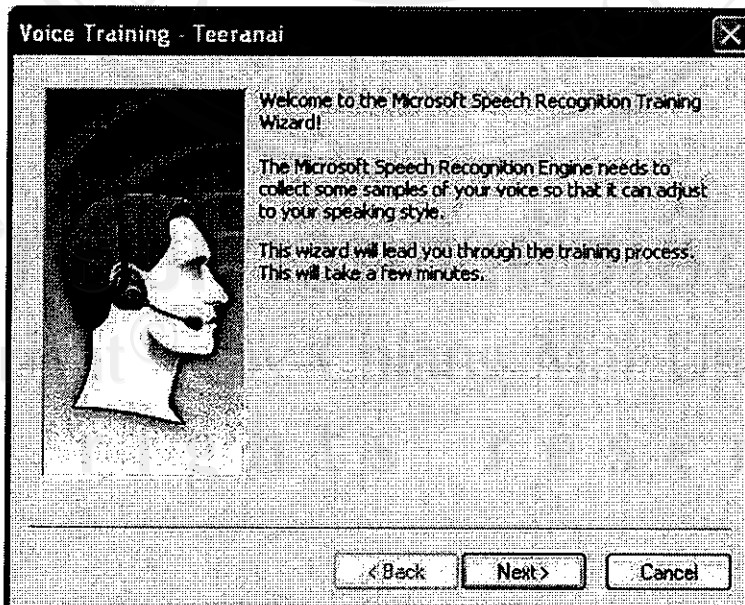 Voice Training - Teeranai
Welcome to the Microsoft Speech Recognition Training
Wizard!
The Microsoft Speech Recognition Engine needs to
collect some samples of your voice so that it can adjust
to your speaking style.
This wizard will lead you through the training process.
This will take a few minutes.
< Back
Next >
Cancel